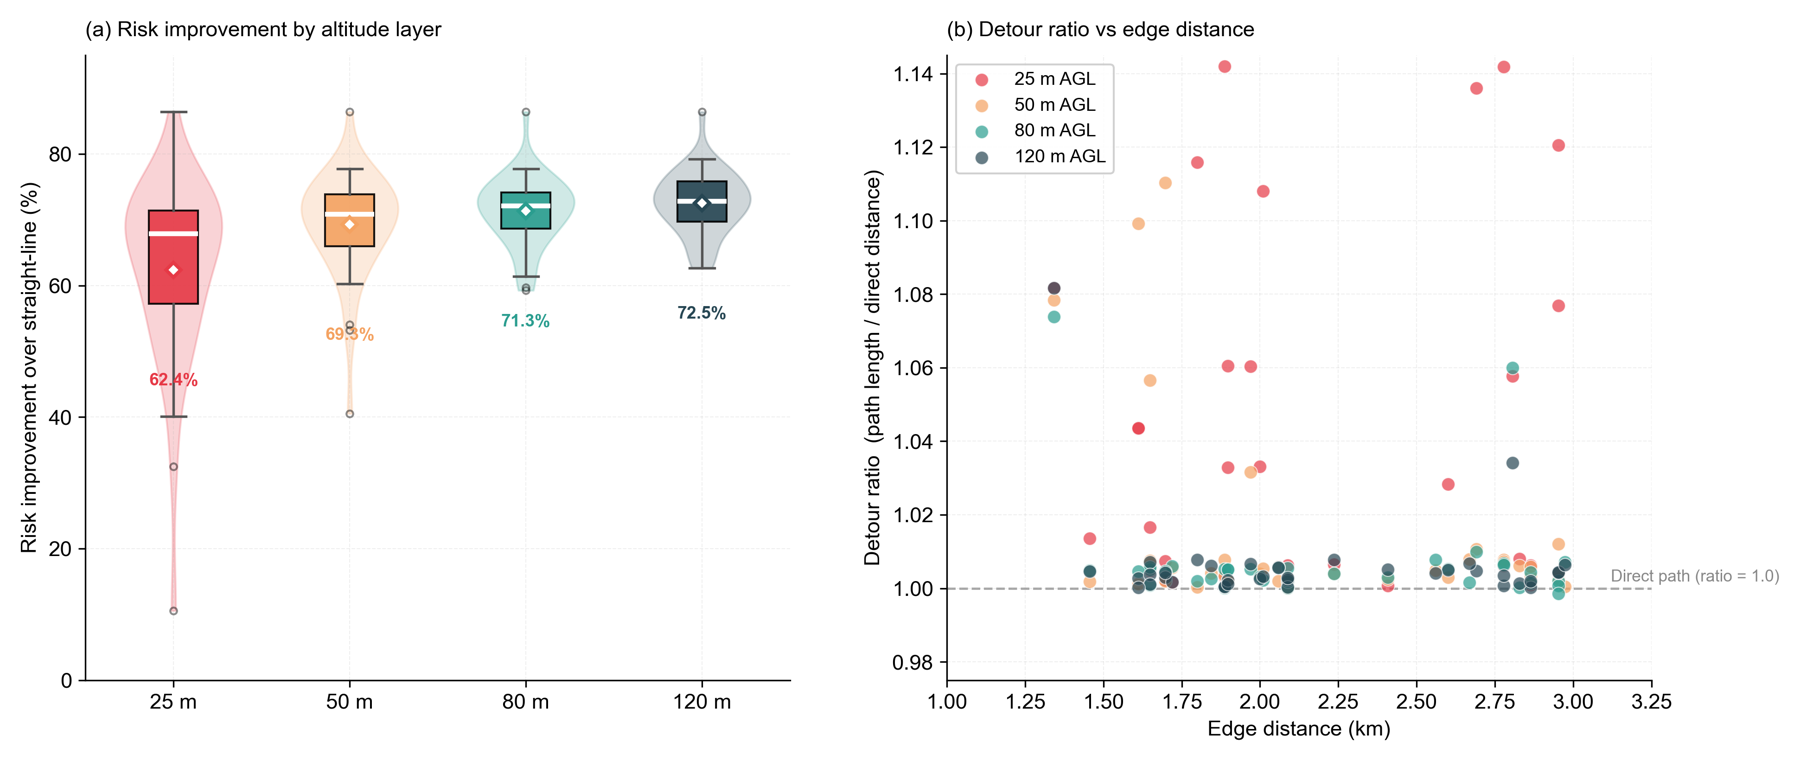 (a) Risk improvement by altitude layer
Risk improvement over straight-line (%)
80
60
40
20
0
62.4%
69.3%
71.3%
72.5%
25 m
50 m
80 m
120 m
(b) Detour ratio vs edge distance
Detour ratio (path length / direct distance)
1.14
1.12
1.10
1.08
1.06
1.04
1.02
1.00
0.98
25 m AGL
50 m AGL
80 m AGL
120 m AGL
Direct path (ratio = 1.0)
1.00
1.25
1.50
1.75
2.00
2.25
2.50
2.75
3.00
3.25
Edge distance (km)